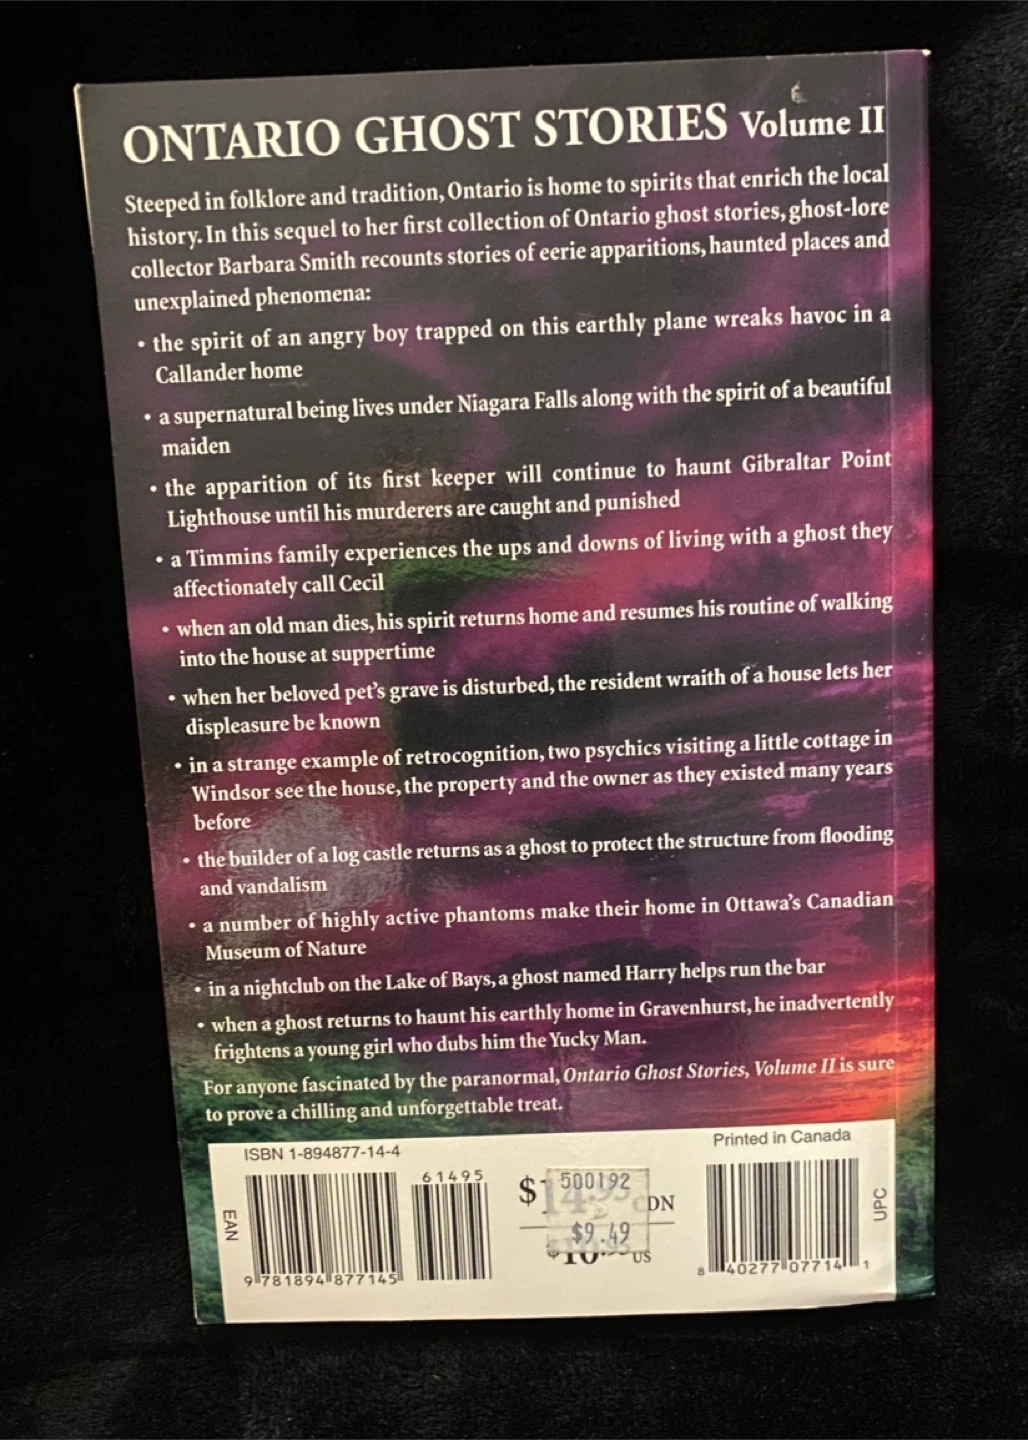 ONTARIO GHOST STORIES Volume II
Steeped in folklore and tradition, Ontario is home to spirits that enrich the local
history. In this sequel to her first collection of Ontario ghost stories, ghost-lore
collector Barbara Smith recounts stories of eerie apparitions, haunted places and
unexplained phenomena:
• the spirit of an angry boy trapped on this earthly plane wreaks havoc in a
Callander home
• a supernatural being lives under Niagara Falls along with the spirit of a beautiful
maiden
• the apparition of its first keeper will continue to haunt Gibraltar Point
Lighthouse until his murderers are caught and punished
• a Timmins family experiences the ups and downs of living with a ghost they
affectionately call Cecil
• when an old man dies, his spirit returns home and resumes his routine of walking
into the house at suppertime
• when her beloved pet's grave is disturbed, the resident wraith of a house lets her
displeasure be known
• in a strange example of retrocognition, two psychics visiting a little cottage in
Windsor see the house, the property and the owner as they existed many years
before
• the builder of a log castle returns as a ghost to protect the structure from flooding
and vandalism
• a number of highly active phantoms make their home in Ottawa's Canadian
Museum of Nature
• in a nightclub on the Lake of Bays, a ghost named Harry helps run the bar
• when a ghost returns to haunt his earthly home in Gravenhurst, he inadvertently
frightens a young girl who dubs him the Yucky Man.
For anyone fascinated by the paranormal, Ontario Ghost Stories, Volume II is sure
to prove a chilling and unforgettable treat.
ISBN 1-894877-14-4
Printed in Canada
EAN
9 781894 877145
61495
$14.95 CDN
500192
$9.49
US
UPC
8 40277 07714 1